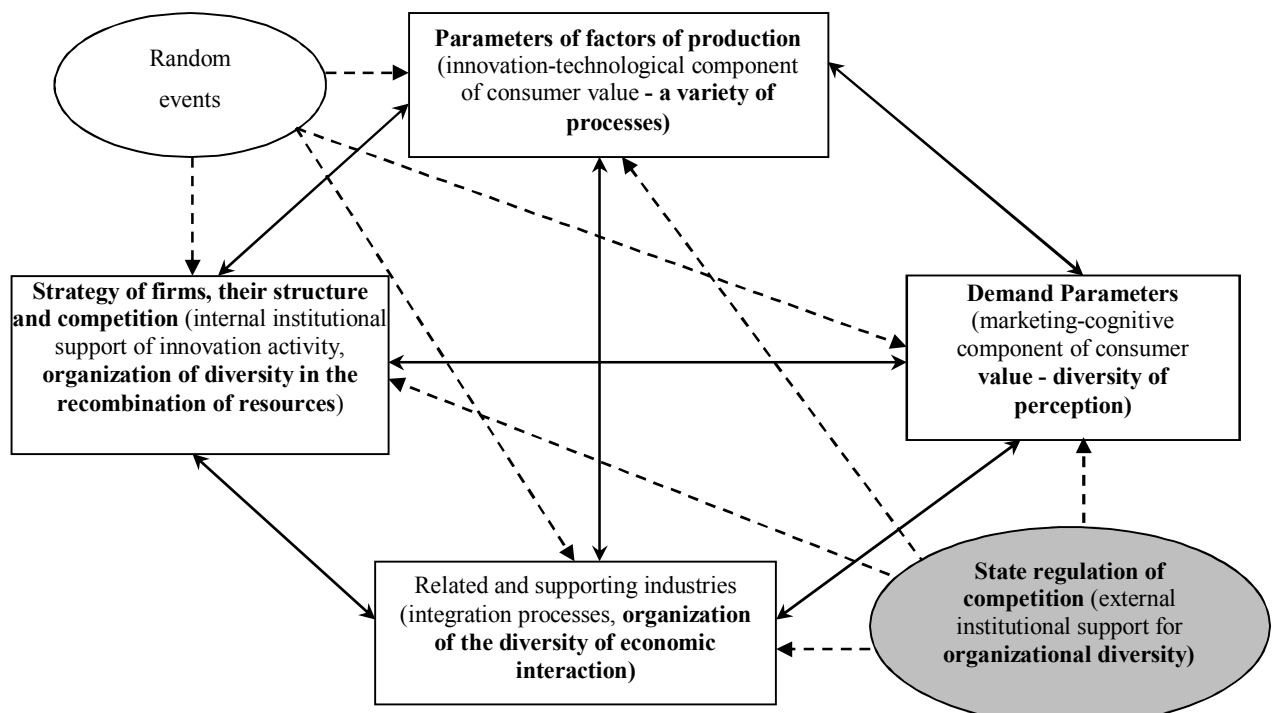 Random
events
Parameters of factors of production
(innovation-technological component
of consumer value - a variety of
processes)
Strategy of firms, their structure
and competition (internal institutional
support of innovation activity,
organization of diversity in the
recombination of resources)
Demand Parameters
(marketing-cognitive
component of consumer
value - diversity of
perception)
Related and supporting industries
(integration processes, organization
of the diversity of economic
interaction)
State regulation of
competition (external
institutional support for
organizational diversity)